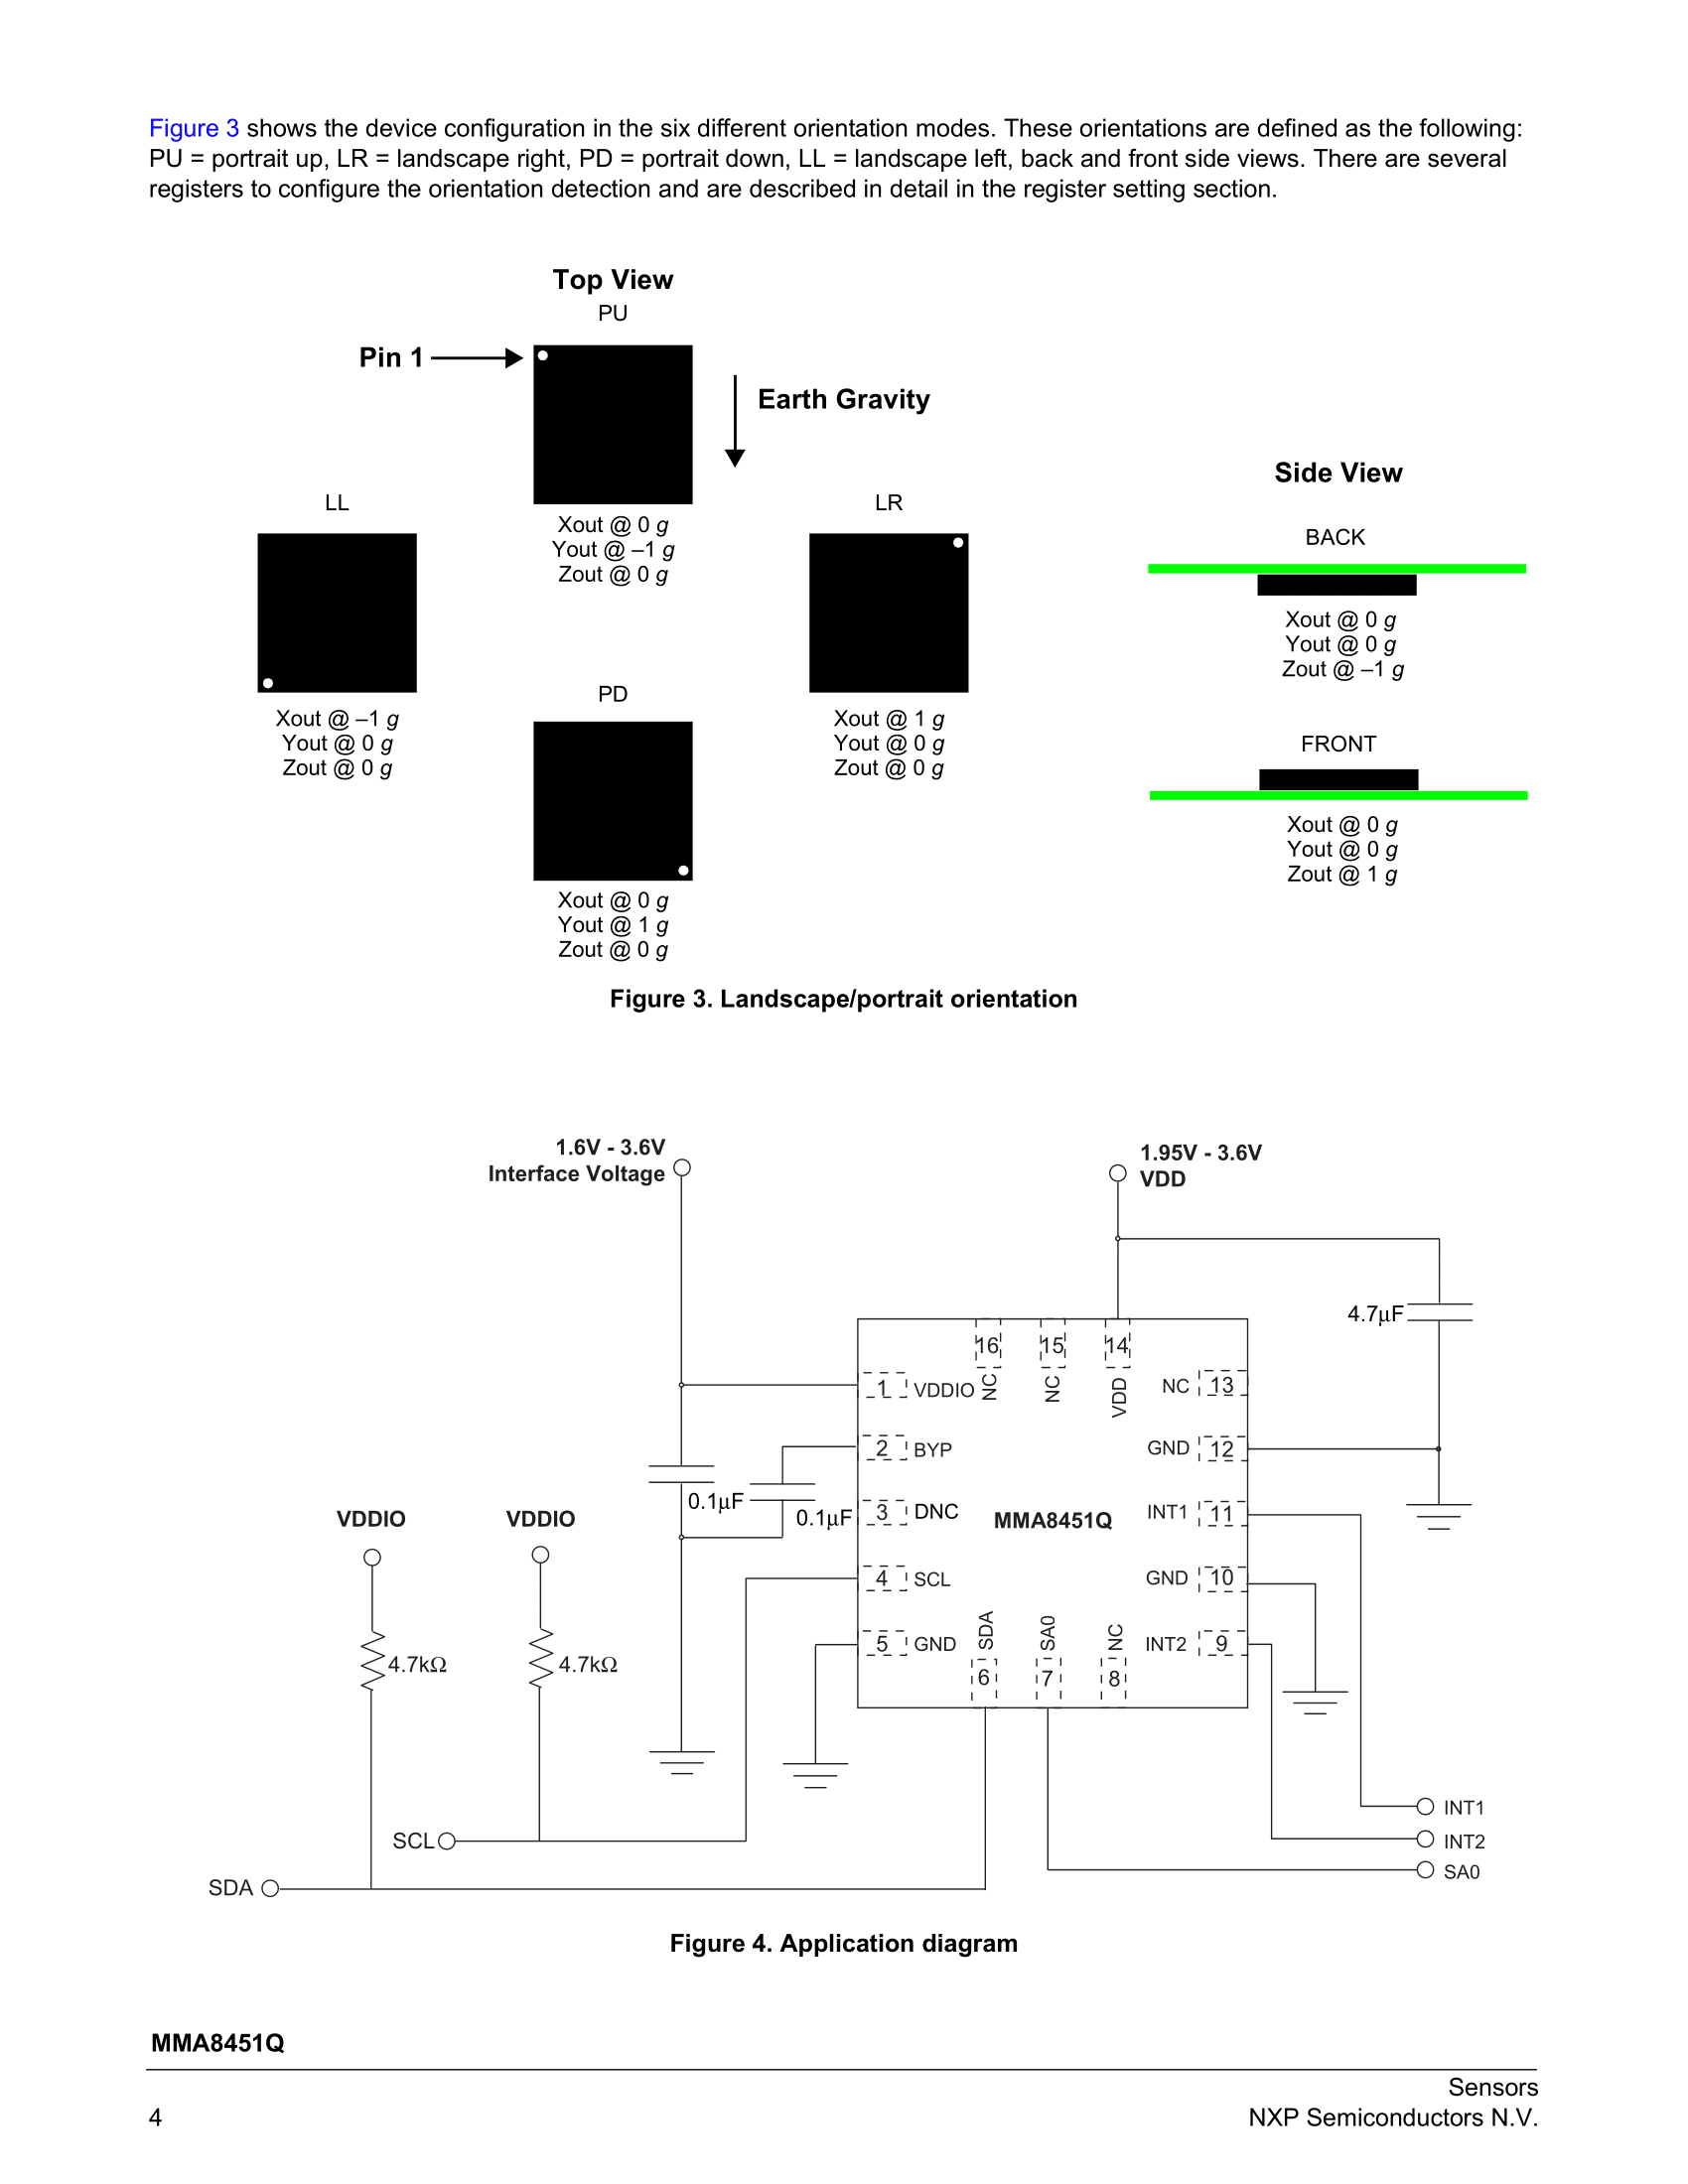 Figure 3 shows the device configuration in the six different orientation modes. These orientations are defined as the following:
PU = portrait up, LR = landscape right, PD = portrait down, LL = landscape left, back and front side views. There are several
registers to configure the orientation detection and are described in detail in the register setting section.
Top View
PU
Pin 1
Earth Gravity
Xout @ 0 g
Yout @ –1 g
Zout @ 0 g
LL
Xout @ –1 g
Yout @ 0 g
Zout @ 0 g
LR
Xout @ 1 g
Yout @ 0 g
Zout @ 0 g
PD
Xout @ 0 g
Yout @ 1 g
Zout @ 0 g
Side View
BACK
Xout @ 0 g
Yout @ 0 g
Zout @ –1 g
FRONT
Xout @ 0 g
Yout @ 0 g
Zout @ 1 g
Figure 3. Landscape/portrait orientation
1.6V - 3.6V
Interface Voltage
1.95V - 3.6V
VDD
4.7μF
16
NC
15
NC
14
VDD
1 VDDIO
2 BYP
3 DNC
4 SCL
5 GND
NC 13
GND 12
INT1 11
GND 10
INT2 9
MMA8451Q
SDA
6
SA0
7
NC
8
0.1μF
0.1μF
VDDIO
VDDIO
4.7kΩ
4.7kΩ
SCL
SDA
INT1
INT2
SA0
Figure 4. Application diagram
MMA8451Q
Sensors
4
NXP Semiconductors N.V.